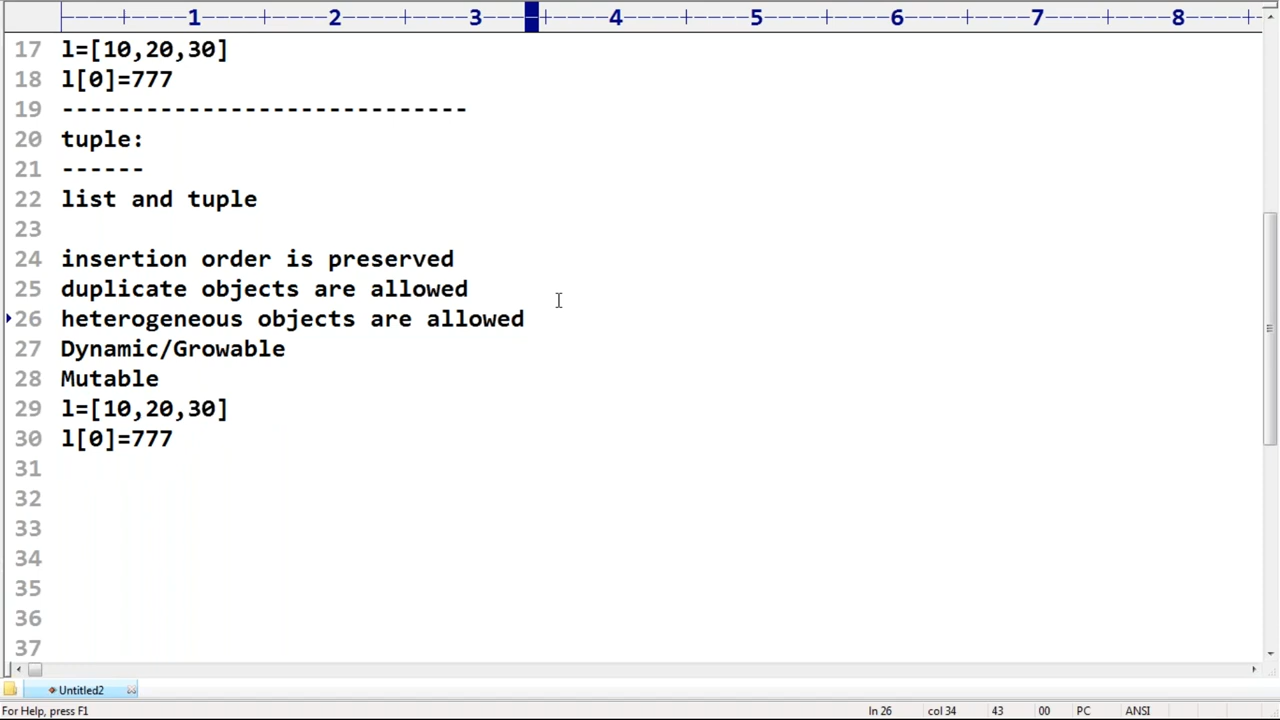 1 2 3 4 5 6 7 8
17 l=[10,20,30]
18 l[0]=777
19 -----------------------------
20 tuple:
21 ------
22 list and tuple
23
24 insertion order is preserved
25 duplicate objects are allowed
26 heterogeneous objects are allowed
27 Dynamic/Growable
28 Mutable
29 l=[10,20,30]
30 l[0]=777
31
32
33
34
35
36
37
Untitled2
For Help, press F1 ln 26 col 34 43 00 PC ANSI